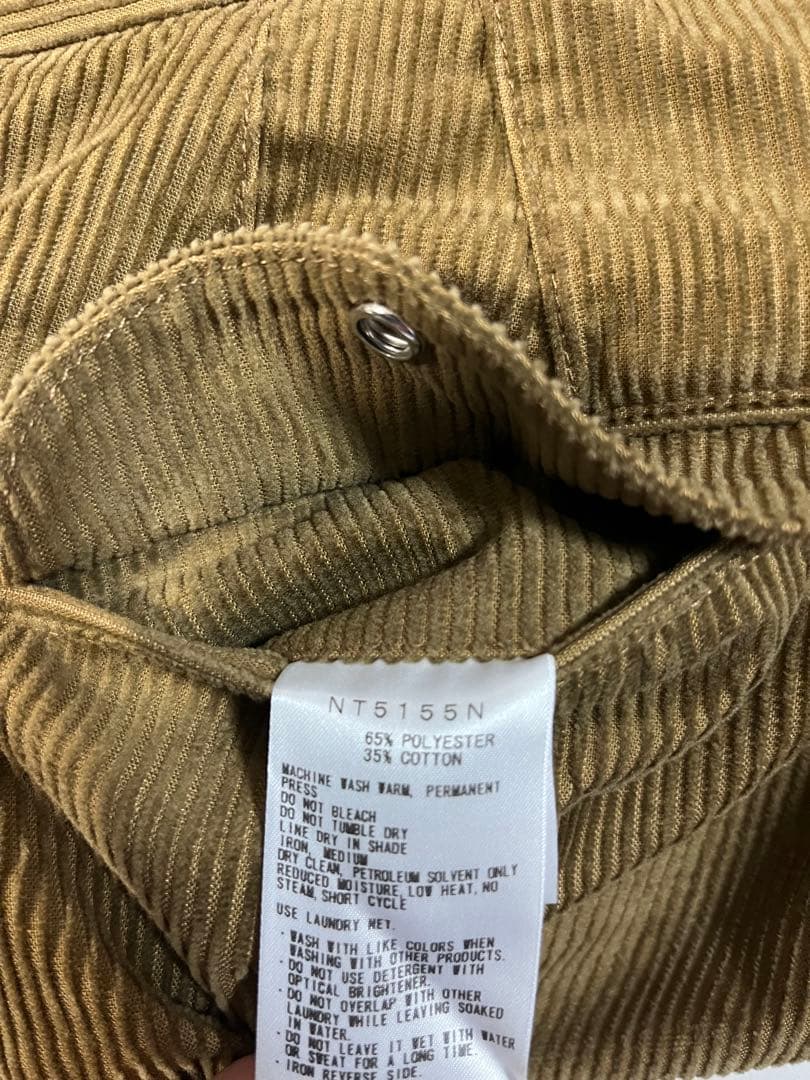 NT5155N
65% POLYESTER
35% COTTON
MACHINE WASH WARM, PERMANENT
PRESS
DO NOT BLEACH
DO NOT TUMBLE DRY
LINE DRY IN SHADE
IRON, MEDIUM
DRY CLEAN, PETROLEUM SOLVENT ONLY
REDUCED MOISTURE, LOW HEAT, NO
STEAM, SHORT CYCLE
USE LAUNDRY NET.
・WASH WITH LIKE COLORS WHEN
WASHING WITH OTHER PRODUCTS.
・DO NOT USE DETERGENT WITH
OPTICAL BRIGHTENER.
・DO NOT OVERLAP WITH OTHER
LAUNDRY WHILE LEAVING SOAKED
IN WATER.
・DO NOT LEAVE IT WET WITH WATER
OR SWEAT FOR A LONG TIME.
・IRON REVERSE SIDE.